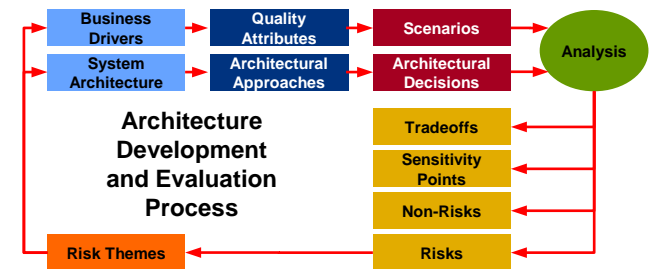 Business
Drivers
Quality
Attributes
Scenarios
Analysis
System
Architecture
Architectural
Approaches
Architectural
Decisions
Architecture
Development
and Evaluation
Process
Tradeoffs
Sensitivity
Points
Non-Risks
Risk Themes
Risks